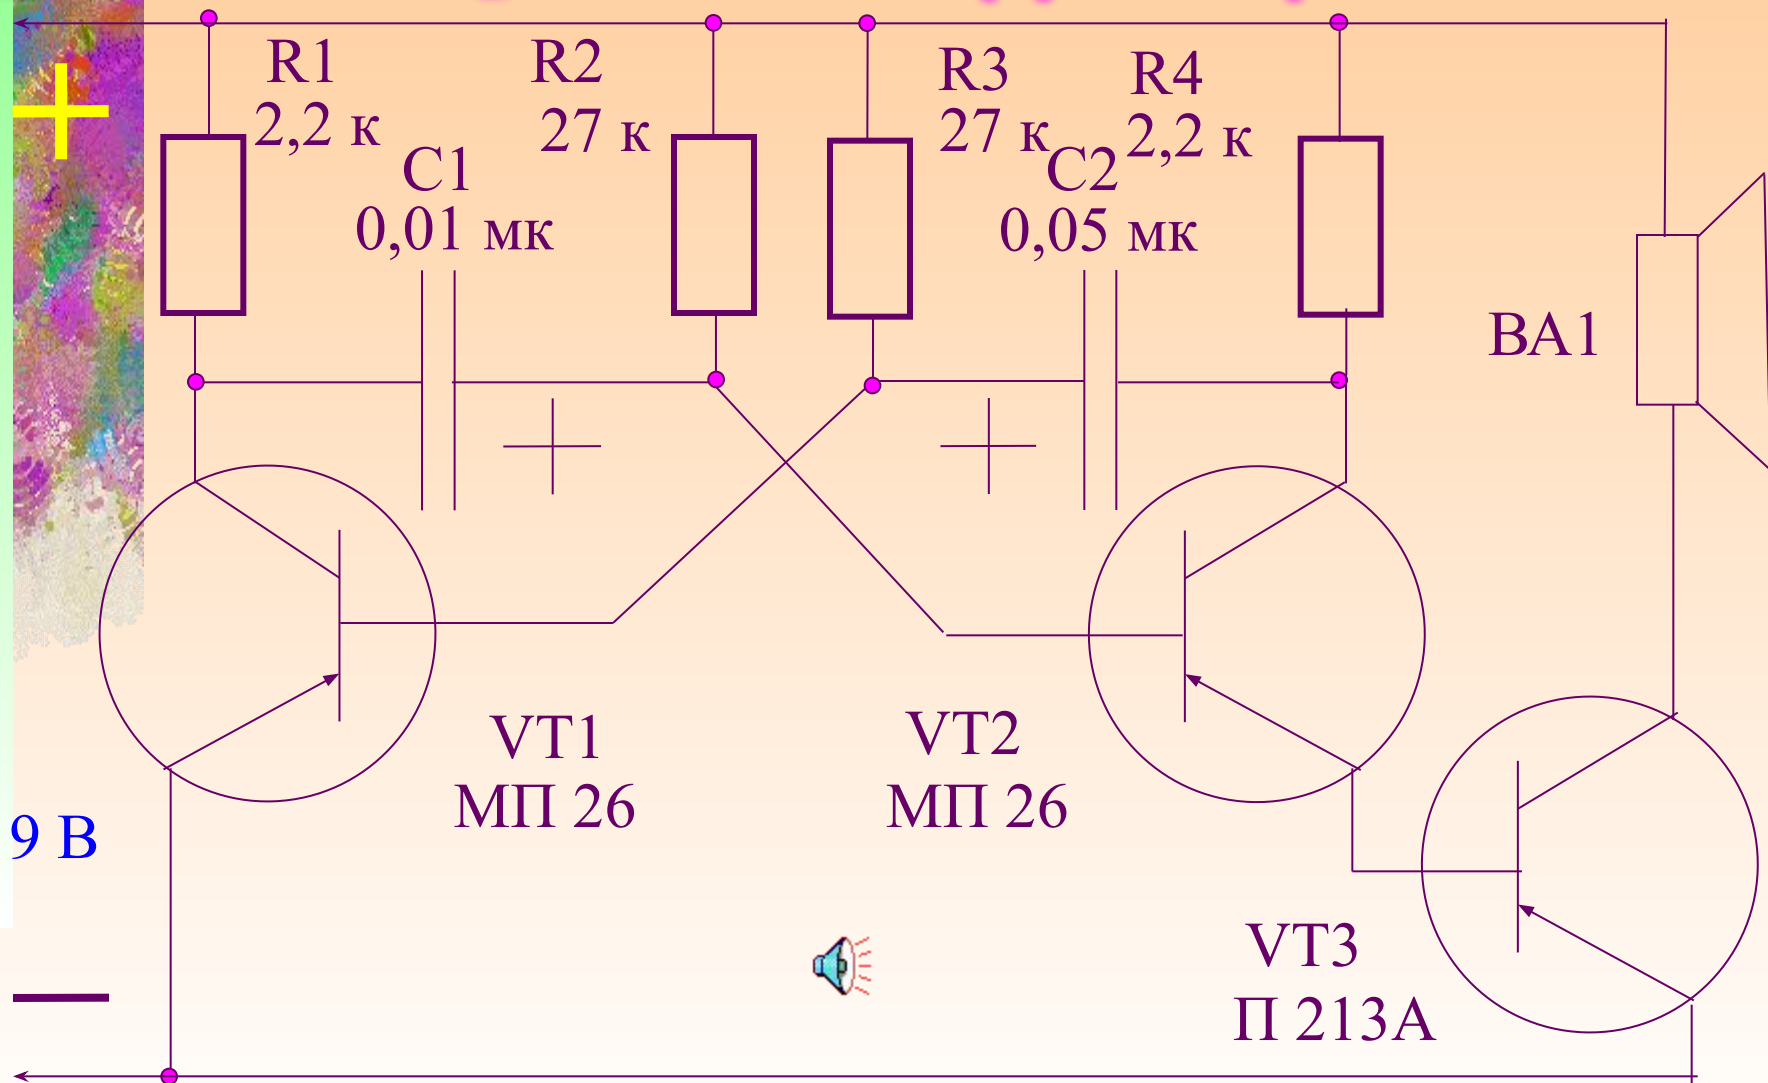 R1
2,2 к
R2
27 к
R3
27 к
R4
2,2 к
C1
0,01 мк
C2
0,05 мк
+
BA1
+
+
VT1
МП 26
VT2
МП 26
9 В
VT3
П 213А
—